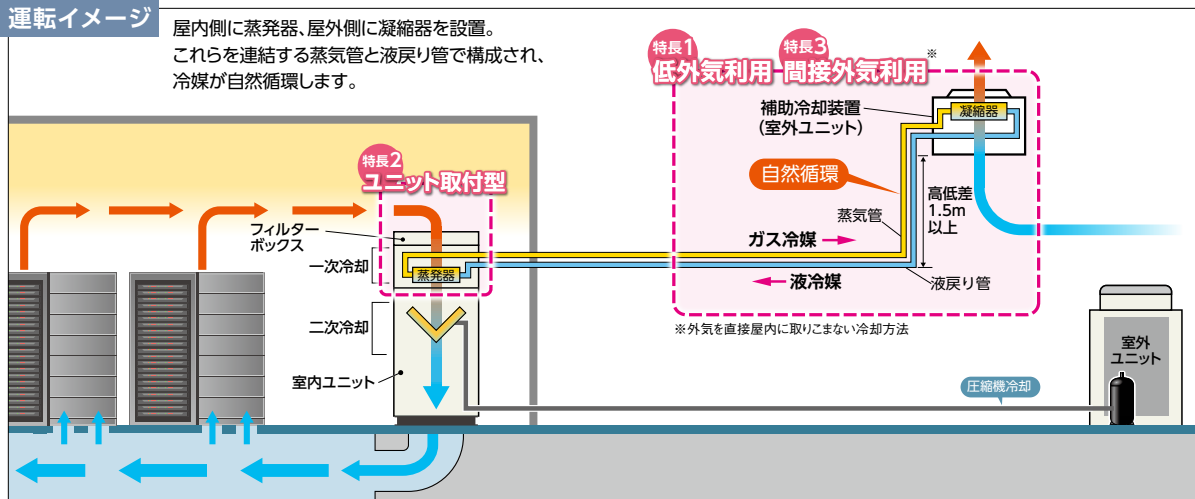 運転イメージ
屋内側に蒸発器、屋外側に凝縮器を設置。
これらを連結する蒸気管と液戻り管で構成され、
冷媒が自然循環します。
特長1
低外気利用
特長3
間接外気利用
※
補助冷却装置
(室外ユニット)
凝縮器
特長2
ユニット取付型
自然循環
高低差
1.5m
以上
蒸気管
フィルター
ボックス
ガス冷媒
一次冷却
蒸発器
液冷媒
液戻り管
※外気を直接屋内に取りこまない冷却方法
二次冷却
室外
ユニット
室内ユニット
圧縮機冷却